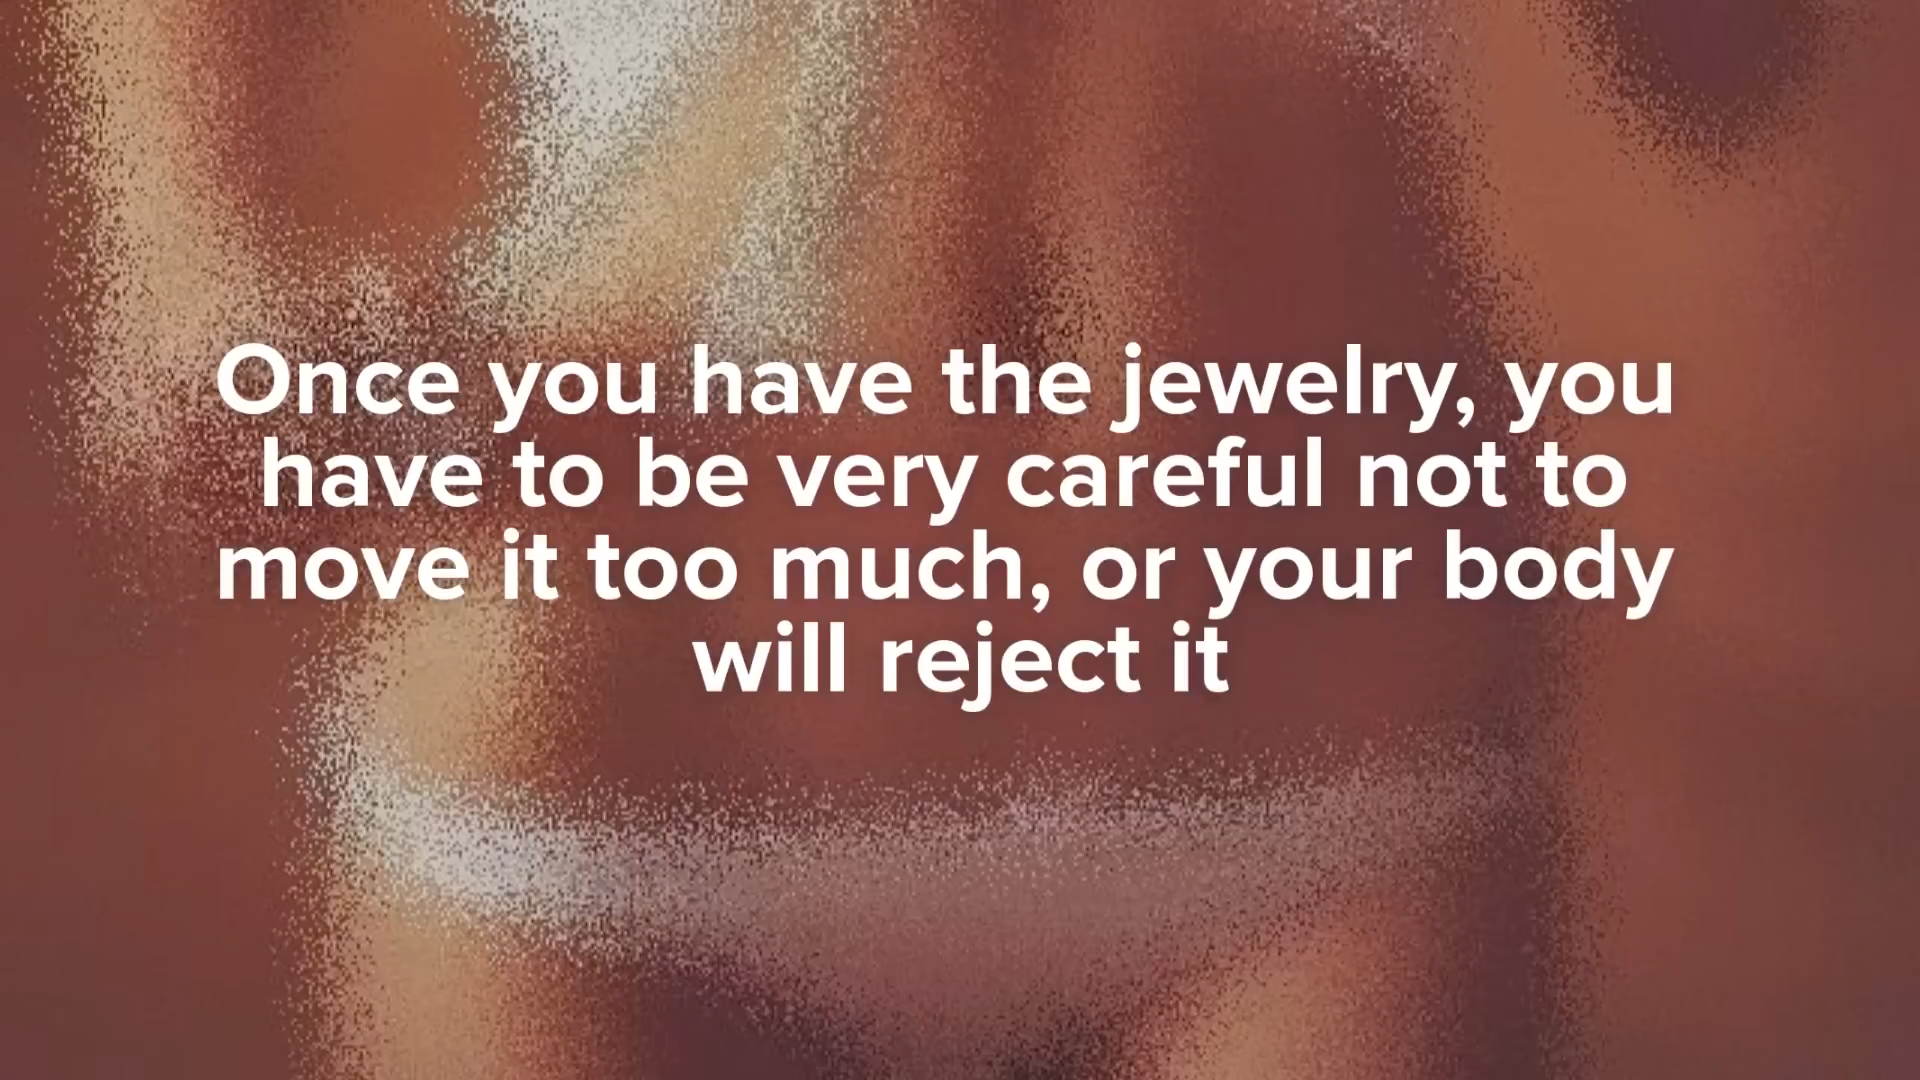 Once you have the jewelry, you
have to be very careful not to
move it too much, or your body
will reject it